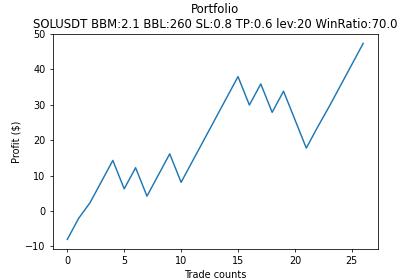 Portfolio
SOLUSDT BBM:2.1 BBL:260 SL:0.8 TP:0.6 lev:20 WinRatio:70.0
50
40
30
20
10
0
−10
Profit ($)
0 5 10 15 20 25
Trade counts